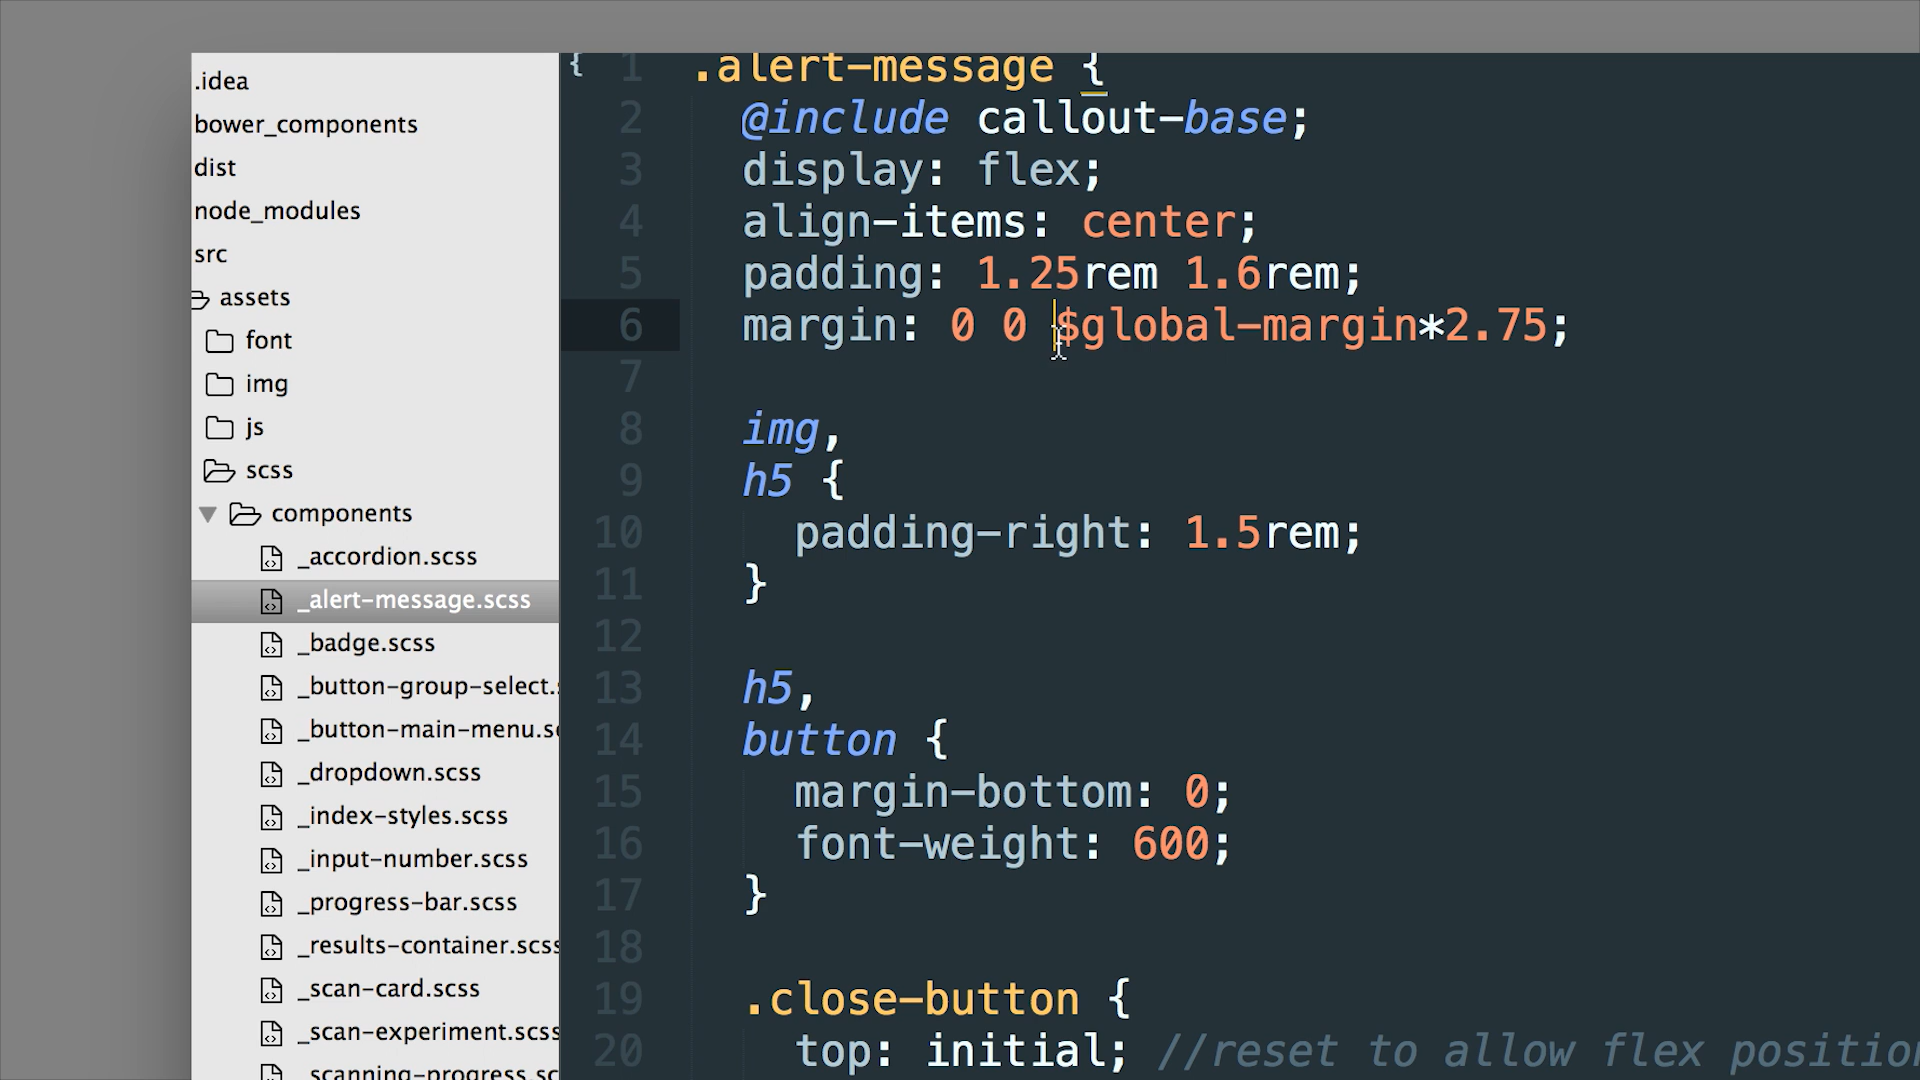 .idea
bower_components
dist
node_modules
src
assets
font
img
js
scss
components
_accordion.scss
_alert-message.scss
_badge.scss
_button-group-select.s
_button-main-menu.sc
_dropdown.scss
_index-styles.scss
_input-number.scss
_progress-bar.scss
_results-container.scss
_scan-card.scss
_scan-experiment.scss
_scanning-progress.sc
{ 1 .alert-message {
2 @include callout-base;
3 display: flex;
4 align-items: center;
5 padding: 1.25rem 1.6rem;
6 margin: 0 0 $global-margin*2.75;
7
8 img,
9 h5 {
10 padding-right: 1.5rem;
11 }
12
13 h5,
14 button {
15 margin-bottom: 0;
16 font-weight: 600;
17 }
18
19 .close-button {
20 top: initial; //reset to allow flex position